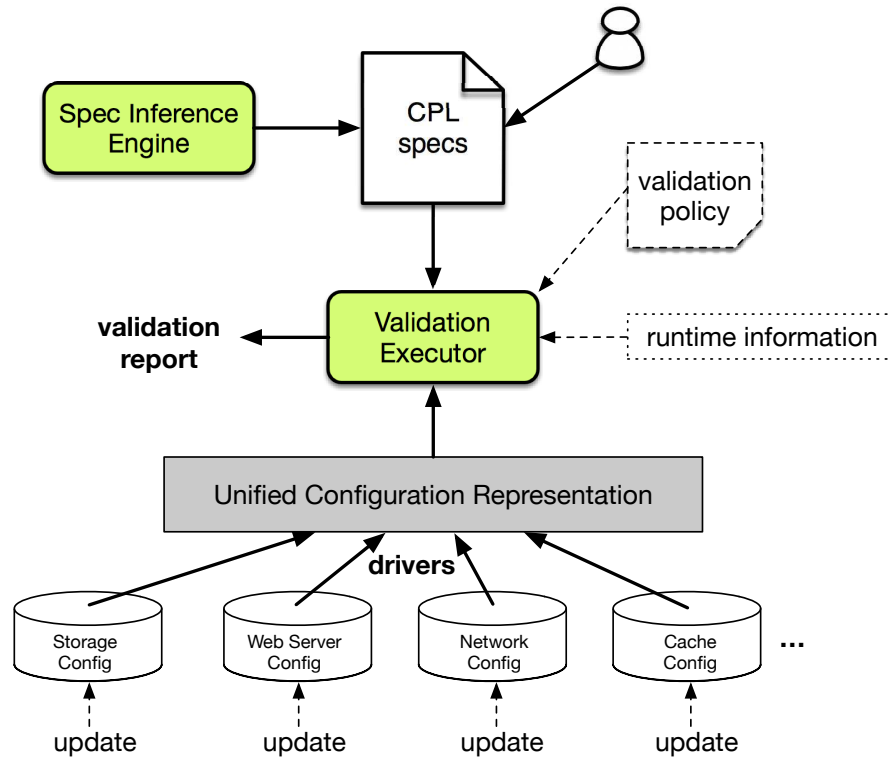 Spec Inference
Engine
CPL
specs
validation
policy
validation
report
Validation
Executor
runtime information
Unified Configuration Representation
drivers
Storage
Config
Web Server
Config
Network
Config
Cache
Config
...
update
update
update
update